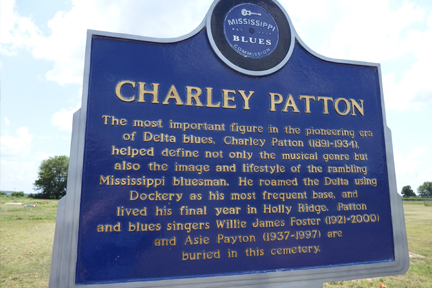 MISSISSIPPI
BLUES
COMMISSION
CHARLEY PATTON
The most important figure in the pioneering era
of Delta blues, Charley Patton (1891-1934),
helped define not only the musical genre but
also the image and lifestyle of the rambling
Mississippi bluesman. He roamed the Delta using
Dockery as his most frequent base, and
lived his final year in Holly Ridge. Patton
and blues singers Willie James Foster (1921-2000)
and Asie Payton (1937-1997) are
buried in this cemetery.